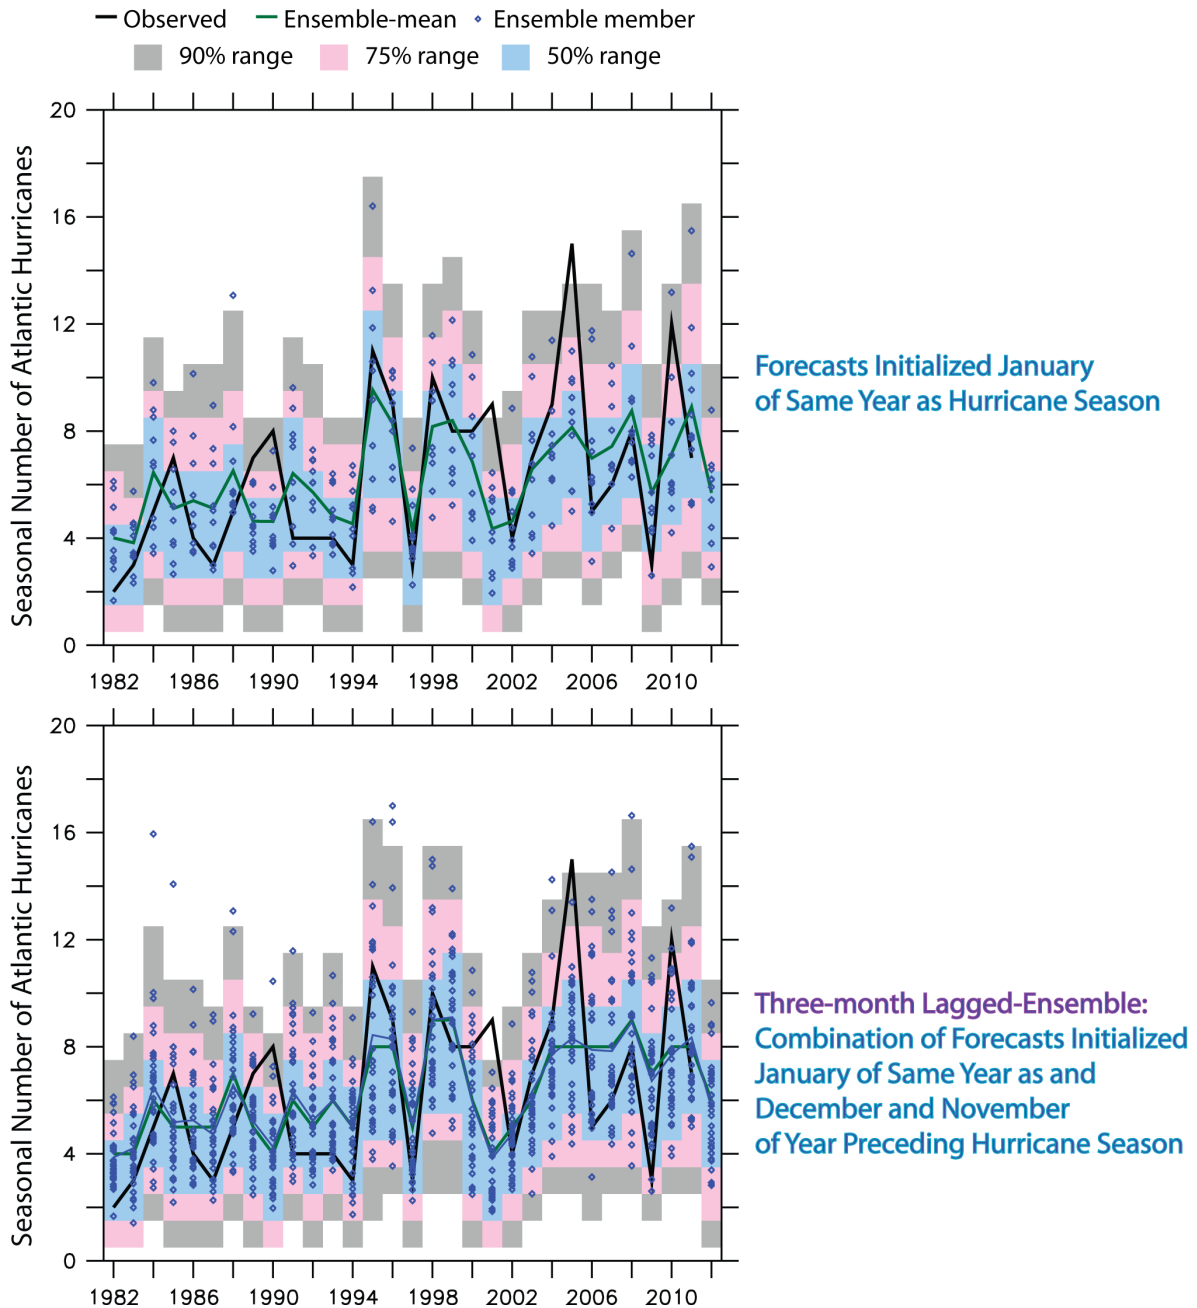 Observed Ensemble-mean Ensemble member
90% range 75% range 50% range
Seasonal Number of Atlantic Hurricanes
20
16
12
8
4
0
1982 1986 1990 1994 1998 2002 2006 2010
Forecasts Initialized January
of Same Year as Hurricane Season
Seasonal Number of Atlantic Hurricanes
20
16
12
8
4
0
1982 1986 1990 1994 1998 2002 2006 2010
Three-month Lagged-Ensemble:
Combination of Forecasts Initialized
January of Same Year as and
December and November
of Year Preceding Hurricane Season